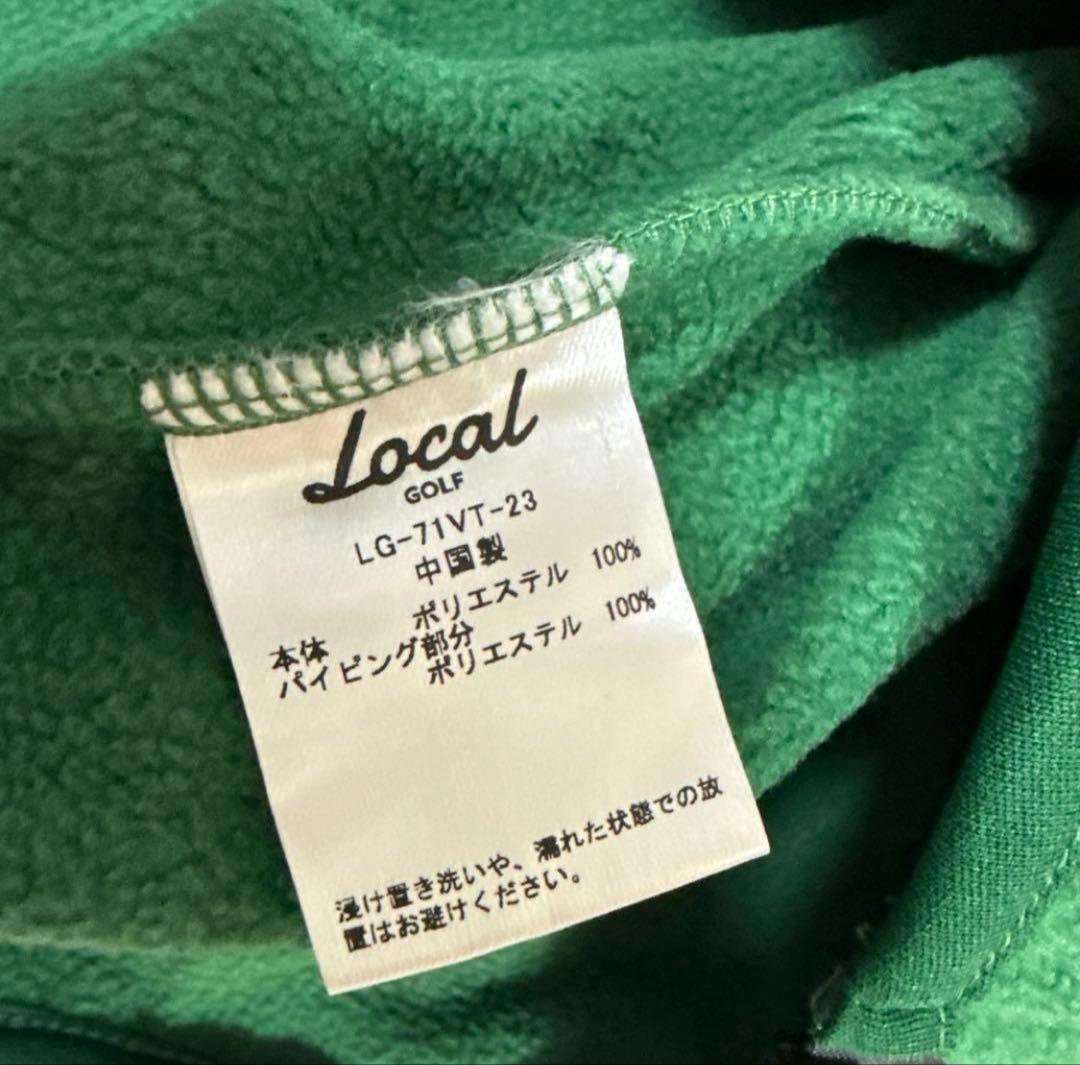 Local
GOLF
LG-71VT-23
中国製
本体 ポリエステル 100%
パイピング部分
ポリエステル 100%
浸け置き洗いや、濡れた状態での放
置はお避けください。